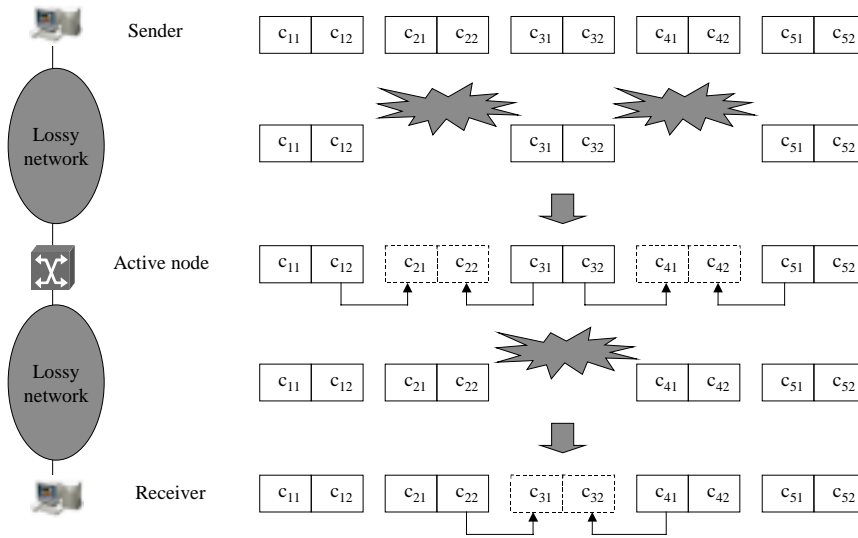 Sender c₁₁ c₁₂ c₂₁ c₂₂ c₃₁ c₃₂ c₄₁ c₄₂ c₅₁ c₅₂
Lossy
network
c₁₁ c₁₂ c₃₁ c₃₂ c₅₁ c₅₂
Active node c₁₁ c₁₂ c₂₁ c₂₂ c₃₁ c₃₂ c₄₁ c₄₂ c₅₁ c₅₂
Lossy
network
c₁₁ c₁₂ c₂₁ c₂₂ c₄₁ c₄₂ c₅₁ c₅₂
Receiver c₁₁ c₁₂ c₂₁ c₂₂ c₃₁ c₃₂ c₄₁ c₄₂ c₅₁ c₅₂